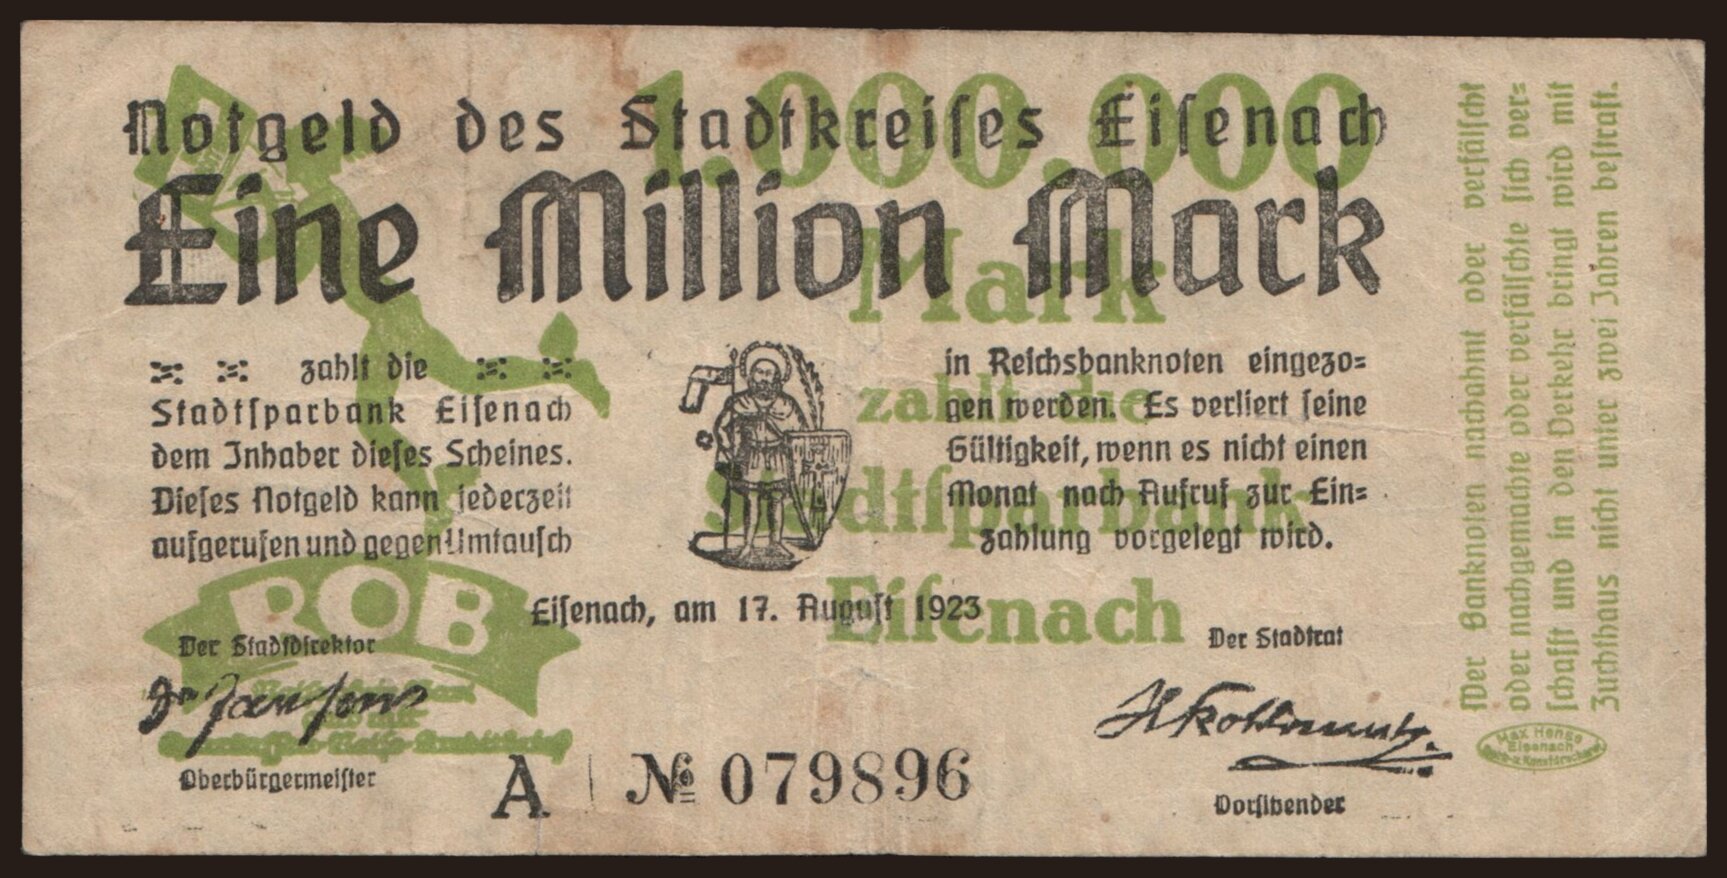 Notgeld des Stadtkreises Eisenach
1.000.000
Eine Million Mark
Mark
zahlt die
Stadtsparbank Eisenach
dem Inhaber dieses Scheines.
Dieses Notgeld kann jederzeit
aufgerufen und gegen Umtausch
in Reichsbanknoten eingezo=
gen werden. Es verliert seine
Gültigkeit, wenn es nicht einen
Monat nach Aufruf zur Ein=
zahlung vorgelegt wird.
zahlt die
Stadtsparbank
Eisenach
ROB
Eisenach, am 17. August 1923
Der Stadtdirektor
Oberbürgermeister
Der Stadtrat
Vorsitzender
A № 079896
Wer Banknoten nachahmt oder verfälscht
oder nachgemachte oder verfälschte sich ver=
schafft und in den Verkehr bringt wird mit
Zuchthaus nicht unter zwei Jahren bestraft.
Max Hense
Eisenach